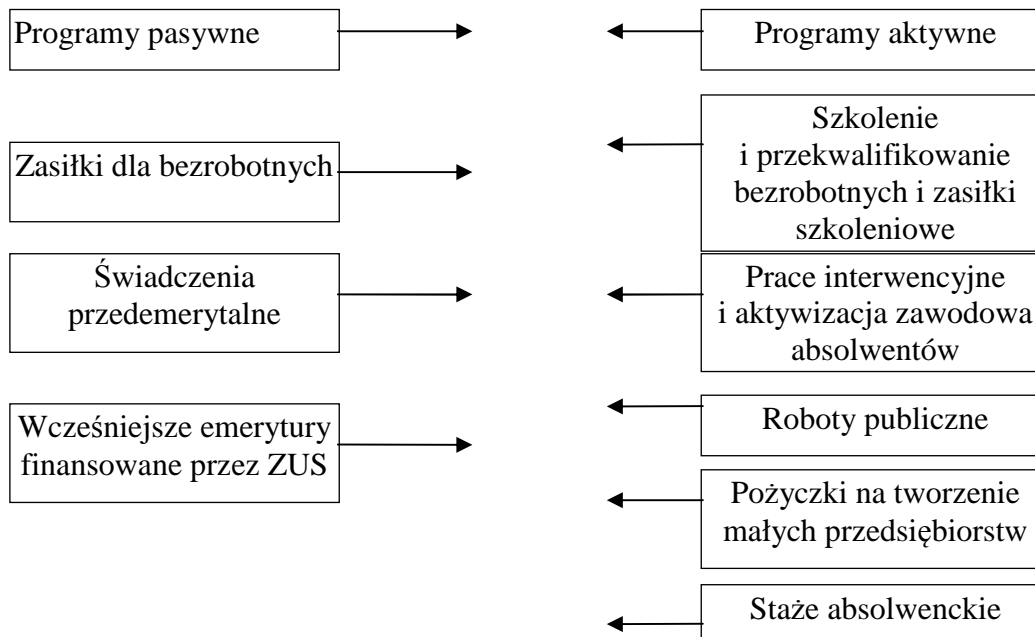 Programy pasywne
Zasiłki dla bezrobotnych
Świadczenia
przedemerytalne
Wcześniejsze emerytury
finansowane przez ZUS
Programy aktywne
Szkolenie
i przekwalifikowanie
bezrobotnych i zasiłki
szkoleniowe
Prace interwencyjne
i aktywizacja zawodowa
absolwentów
Roboty publiczne
Pożyczki na tworzenie
małych przedsiębiorstw
Staże absolwenckie